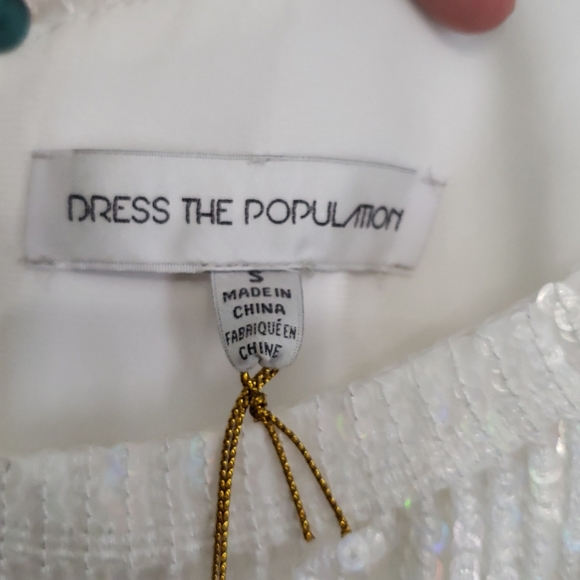 DRESS THE POPULATION
S
MADE IN
CHINA
FABRIQUÉ EN
CHINE